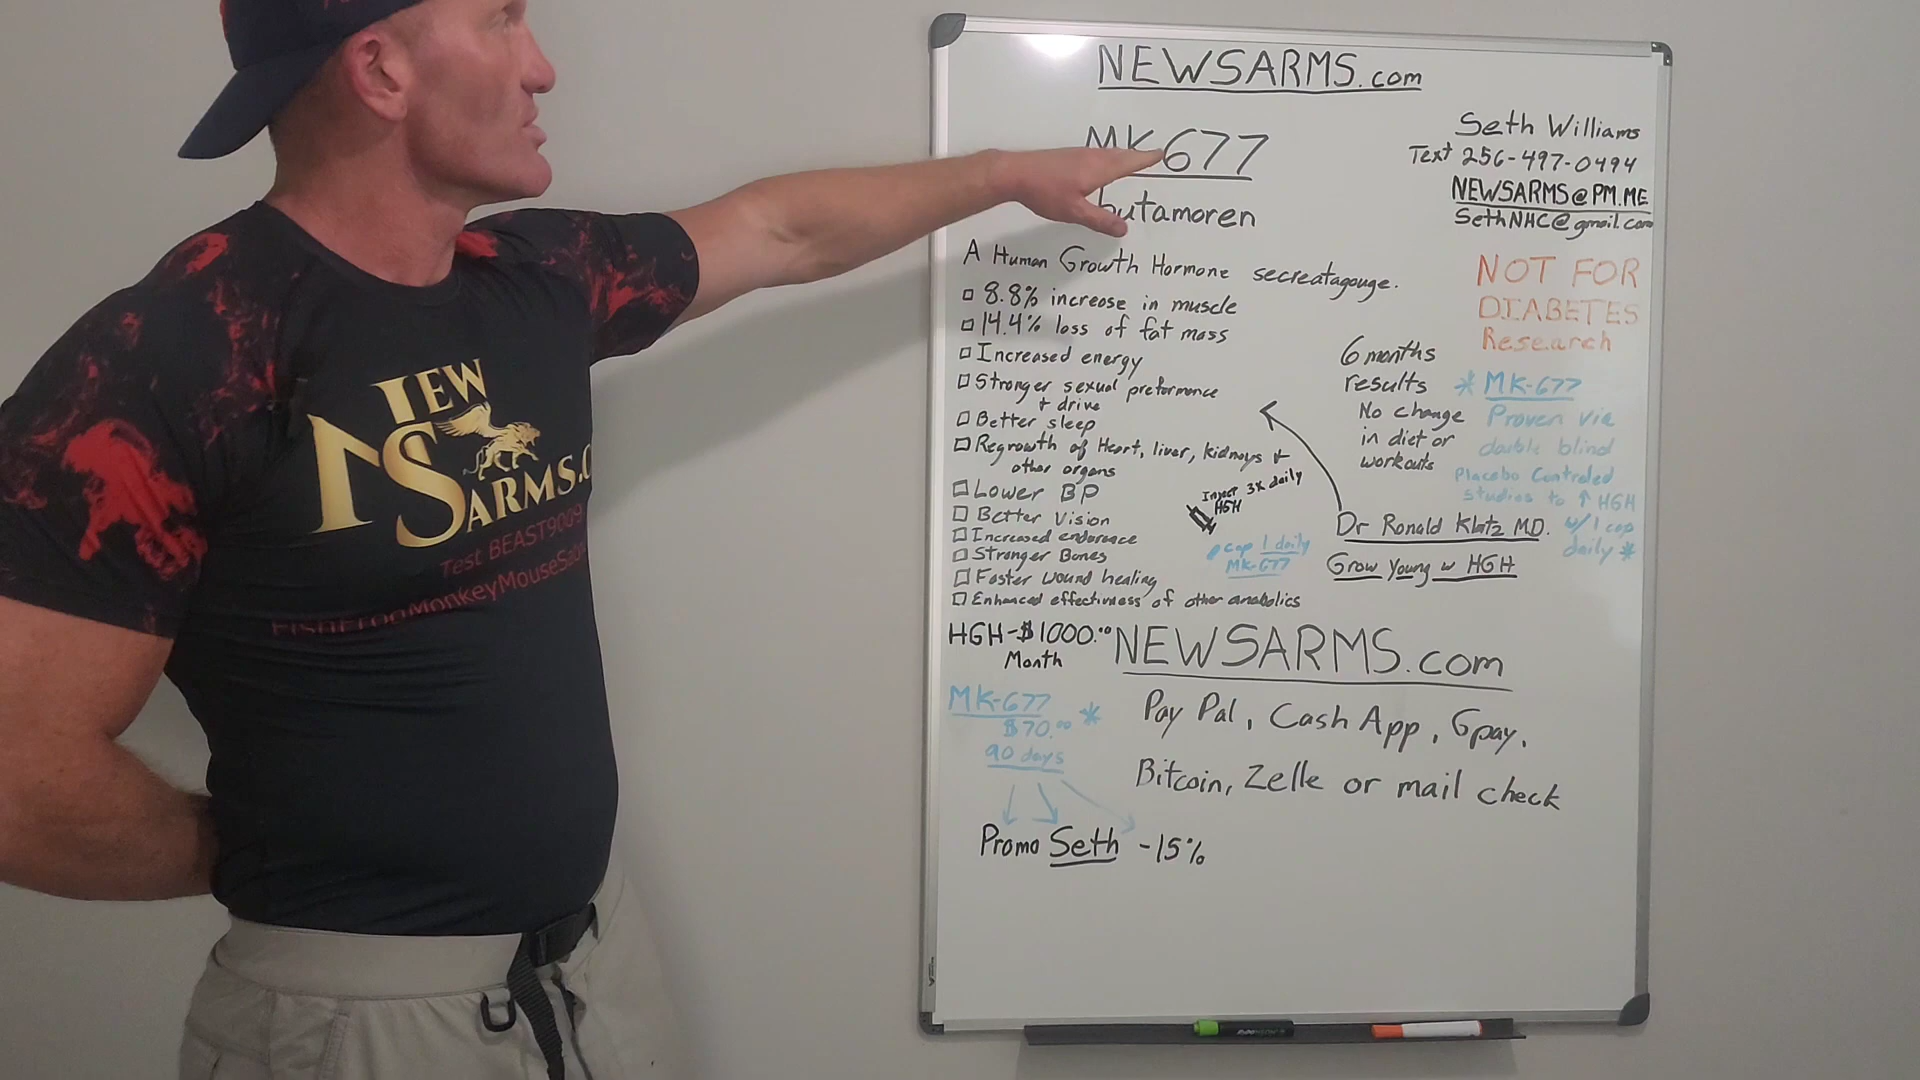 NEWSARMS.com
MK 677
butamoren
Seth Williams
Text 256-497-0494
NEWSARMS@PM.ME
SethNHC@gmail.com
A Human Growth Hormone secreatagouge.
8.8% increase in muscle
14.4% loss of fat mass
Increased energy
Stronger sexual preformance
+ drive
Better sleep
Regrowth of Heart, liver, kidneys +
other organs
Lower BP
Better Vision
Increased endurance
Stronger Bones
Faster wound healing
Enhanced effectivness of other anabolics
Inject 3x daily
HGH
cap 1 daily
MK-677
6 months
results
No change
in diet or
workouts
NOT FOR
DIABETES
Research
* MK-677
Proven via
double blind
Placebo Controled
studies to ↑ HGH
w/ 1 cap
daily *
Dr Ronald Klatz M.D.
Grow Young w HGH
HGH-$1000.00
Month
MK-677 *
$70.00
90 days
Promo Seth -15%
NEWSARMS.com
Pay Pal, Cash App, Gpay,
Bitcoin, Zelle or mail check
NEW
SARMS.C
Test BEAST9009
FishFrogMonkeyMouse